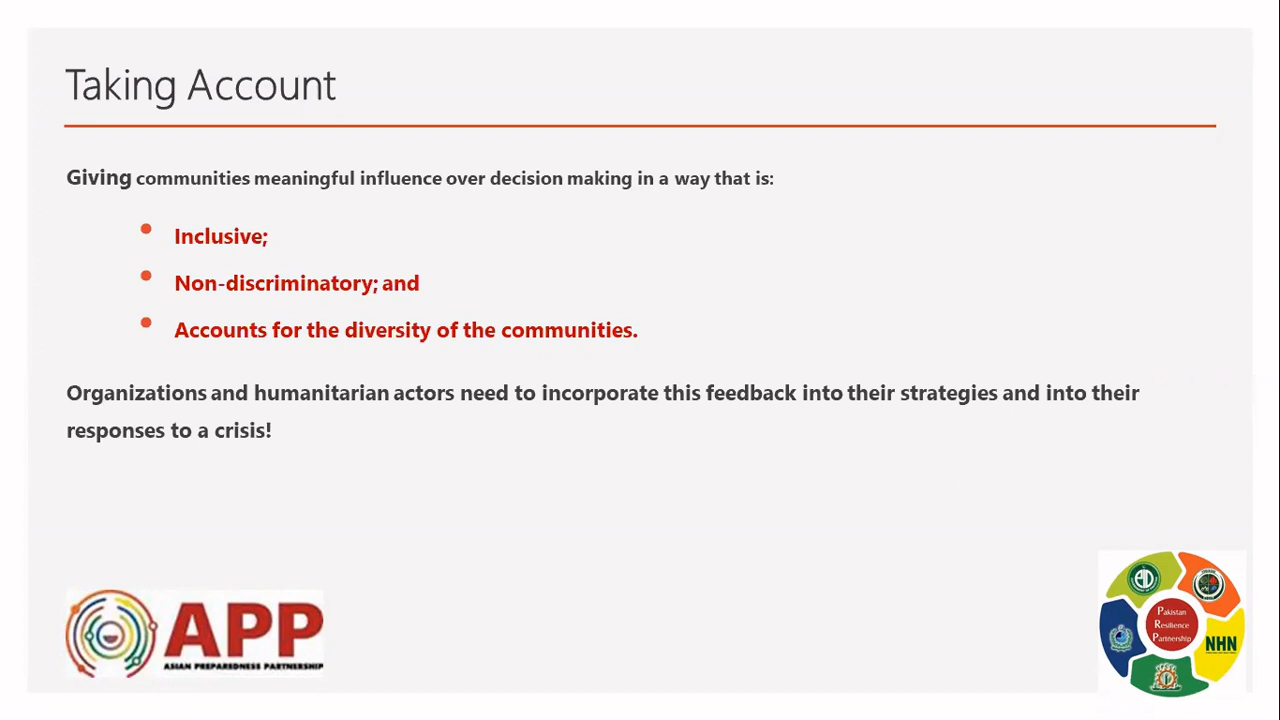 Taking Account
Giving communities meaningful influence over decision making in a way that is:
• Inclusive;
• Non-discriminatory; and
• Accounts for the diversity of the communities.
Organizations and humanitarian actors need to incorporate this feedback into their strategies and into their
responses to a crisis!
APP
ASIAN PREPAREDNESS PARTNERSHIP
Pakistan
Resilience
Partnership
NHN